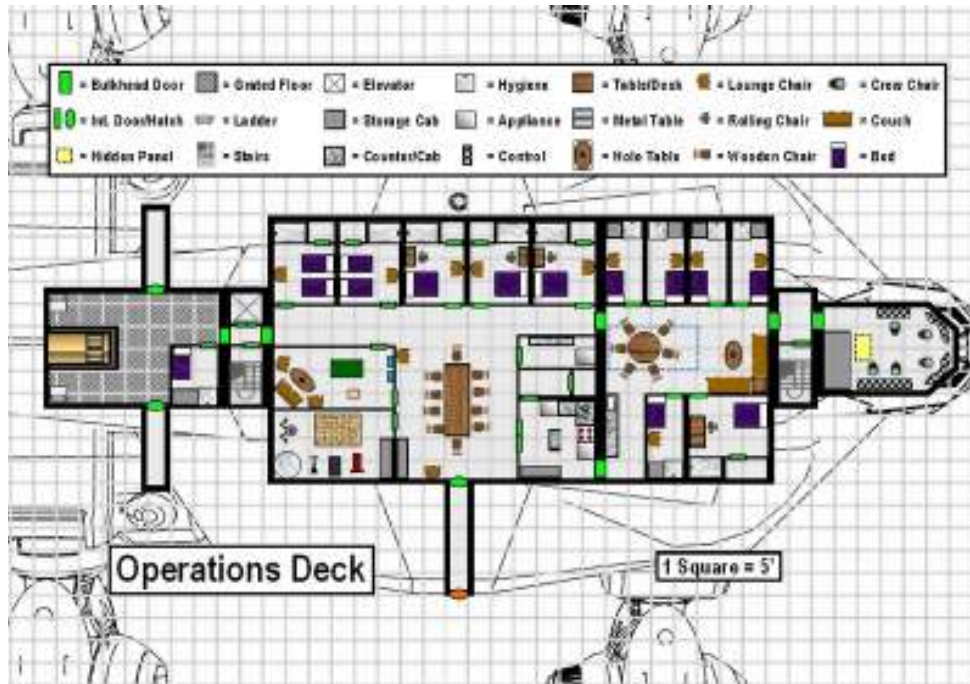 = Bulkhead Door = Grated Floor = Elevator = Hygiene = Table/Desk = Lounge Chair = Crew Chair
= Int. Door/Hatch = Ladder = Storage Cab = Appliance = Metal Table = Rolling Chair = Couch
= Hidden Panel = Stairs = Counter/Cab = Control = Holo Table = Wooden Chair = Bed
Operations Deck
1 Square = 5'